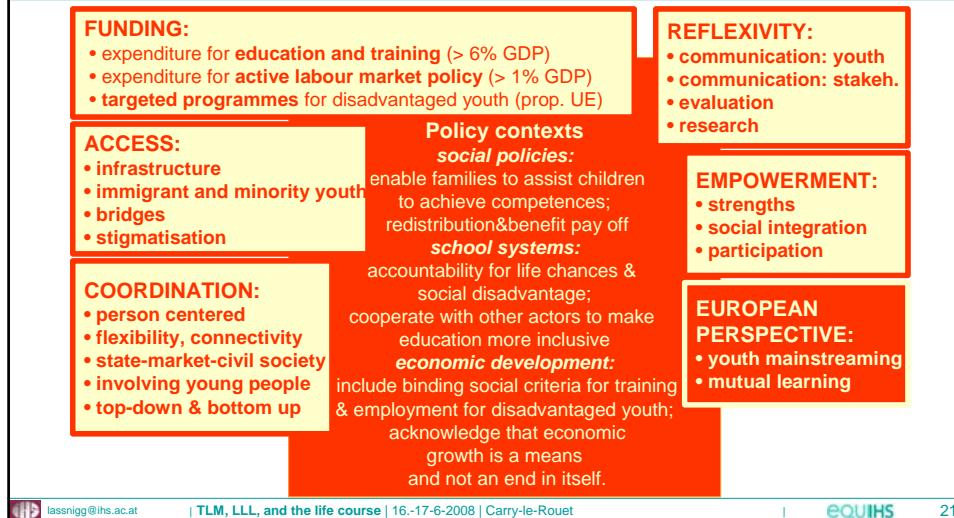 FUNDING:
• expenditure for education and training (> 6% GDP)
• expenditure for active labour market policy (> 1% GDP)
• targeted programmes for disadvantaged youth (prop. UE)
REFLEXIVITY:
• communication: youth
• communication: stakeh.
• evaluation
• research
ACCESS:
• infrastructure
• immigrant and minority youth
• bridges
• stigmatisation
COORDINATION:
• person centered
• flexibility, connectivity
• state-market-civil society
• involving young people
• top-down & bottom up
Policy contexts
social policies:
enable families to assist children
to achieve competences;
redistribution&benefit pay off
school systems:
accountability for life chances &
social disadvantage;
cooperate with other actors to make
education more inclusive
economic development:
include binding social criteria for training
& employment for disadvantaged youth;
acknowledge that economic
growth is a means
and not an end in itself.
EMPOWERMENT:
• strengths
• social integration
• participation
EUROPEAN
PERSPECTIVE:
• youth mainstreaming
• mutual learning
lassnigg@ihs.ac.at | TLM, LLL, and the life course | 16.-17-6-2008 | Carry-le-Rouet | equIHS 21